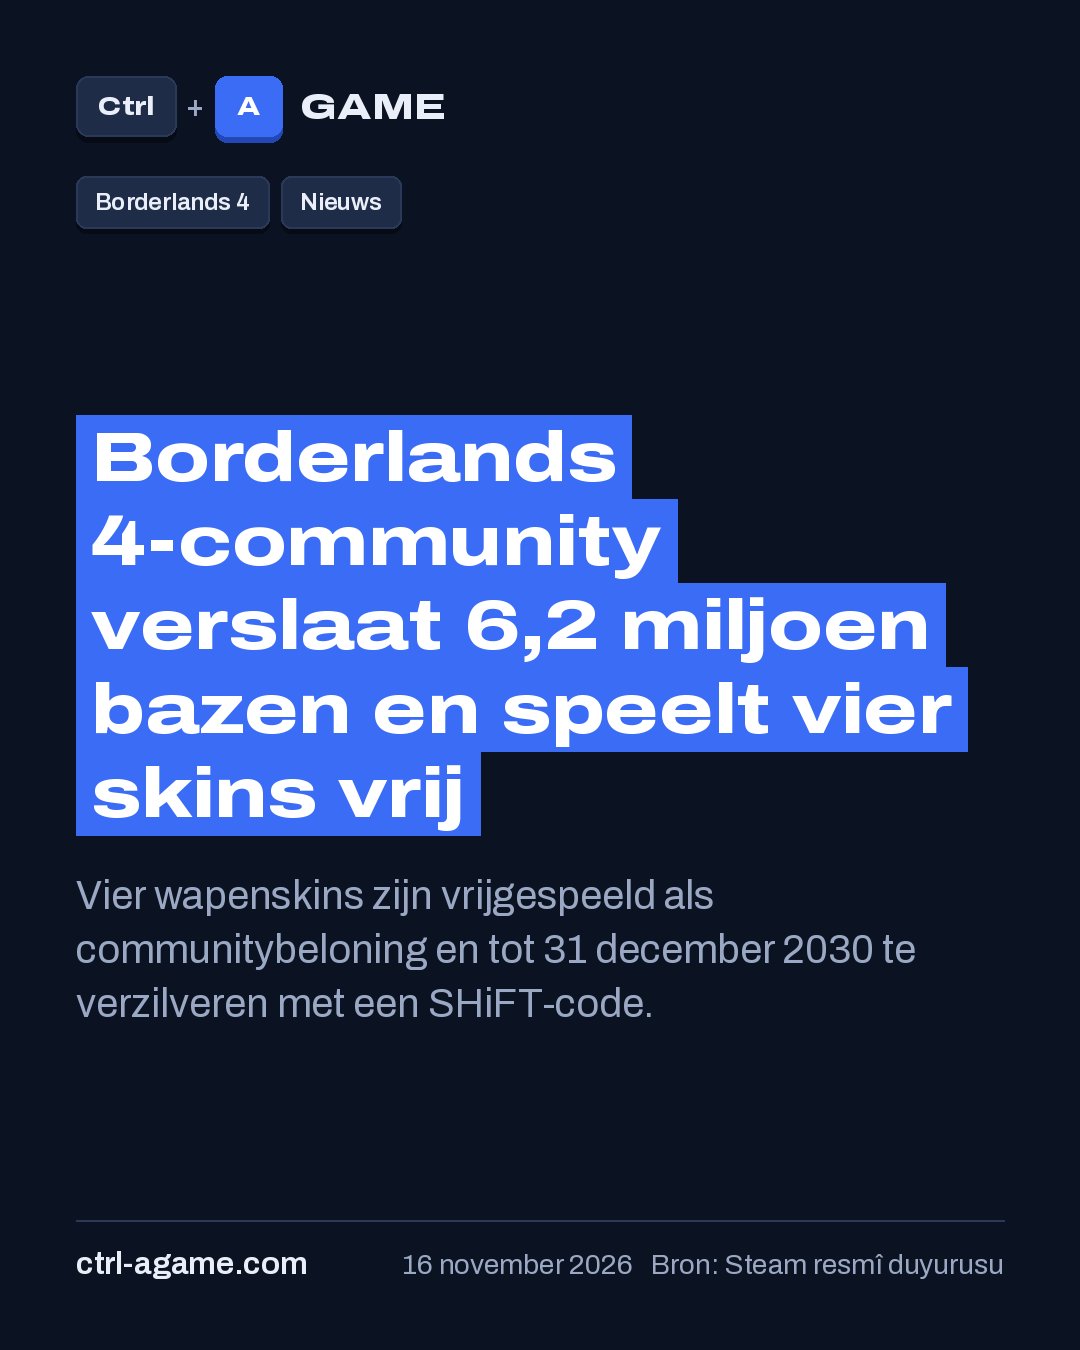 Ctrl + A GAME
Borderlands 4 Nieuws
Borderlands
4-community
verslaat 6,2 miljoen
bazen en speelt vier
skins vrij
Vier wapenskins zijn vrijgespeeld als
communitybeloning en tot 31 december 2030 te
verzilveren met een SHiFT-code.
ctrl-agame.com 16 november 2026 Bron: Steam resmî duyurusu